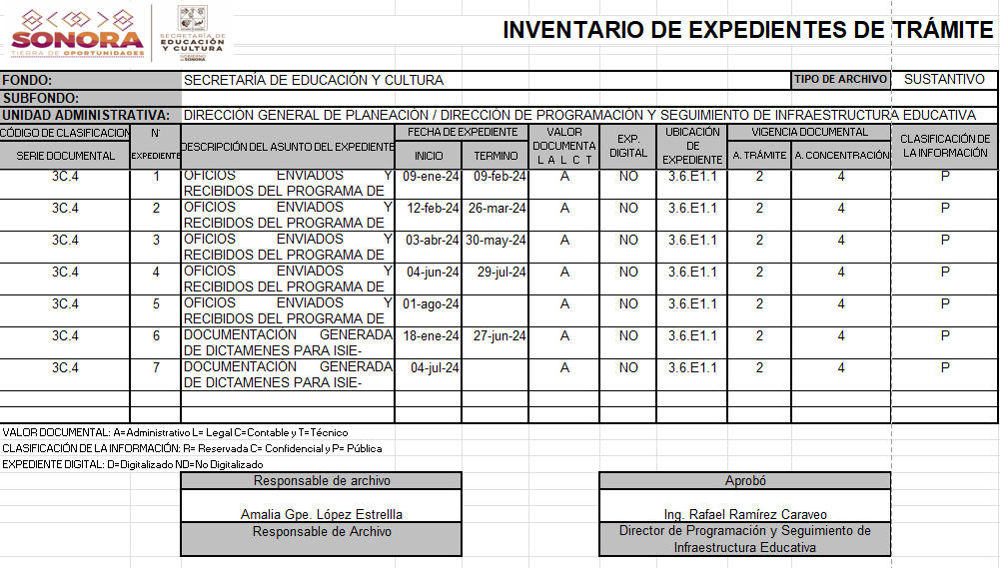 SONORA
TIERRA DE OPORTUNIDADES
SECRETARÍA DE
EDUCACIÓN
Y CULTURA
GOBIERNO
DE SONORA
INVENTARIO DE EXPEDIENTES DE TRÁMITE
FONDO: SECRETARÍA DE EDUCACIÓN Y CULTURA TIPO DE ARCHIVO SUSTANTIVO
SUBFONDO:
UNIDAD ADMINISTRATIVA: DIRECCIÓN GENERAL DE PLANEACIÓN / DIRECCIÓN DE PROGRAMACIÓN Y SEGUIMIENTO DE INFRAESTRUCTURA EDUCATIVA
CÓDIGO DE CLASIFICACION
SERIE DOCUMENTAL
N°
EXPEDIENTE
DESCRIPCIÓN DEL ASUNTO DEL EXPEDIENTE
FECHA DE EXPEDIENTE
INICIO TERMINO
VALOR
DOCUMENTA
L A L C T
EXP.
DIGITAL
UBICACIÓN
DE
EXPEDIENTE
VIGENCIA DOCUMENTAL
A. TRÁMITE A. CONCENTRACIÓN
CLASIFICACIÓN DE
LA INFORMACIÓN
3C.4 1 OFICIOS ENVIADOS Y 09-ene-24 09-feb-24 A NO 3.6.E1.1 2 4 P
RECIBIDOS DEL PROGRAMA DE
3C.4 2 OFICIOS ENVIADOS Y 12-feb-24 26-mar-24 A NO 3.6.E1.1 2 4 P
RECIBIDOS DEL PROGRAMA DE
3C.4 3 OFICIOS ENVIADOS Y 03-abr-24 30-may-24 A NO 3.6.E1.1 2 4 P
RECIBIDOS DEL PROGRAMA DE
3C.4 4 OFICIOS ENVIADOS Y 04-jun-24 29-jul-24 A NO 3.6.E1.1 2 4 P
RECIBIDOS DEL PROGRAMA DE
3C.4 5 OFICIOS ENVIADOS Y 01-ago-24 A NO 3.6.E1.1 2 4 P
RECIBIDOS DEL PROGRAMA DE
3C.4 6 DOCUMENTACIÓN GENERADA 18-ene-24 27-jun-24 A NO 3.6.E1.1 2 4 P
DE DICTAMENES PARA ISIE-
3C.4 7 DOCUMENTACIÓN GENERADA 04-jul-24 A NO 3.6.E1.1 2 4 P
DE DICTAMENES PARA ISIE-
VALOR DOCUMENTAL: A=Administrativo L= Legal C=Contable y T=Técnico
CLASIFICACIÓN DE LA INFORMACIÓN: R= Reservada C= Confidencial y P= Pública
EXPEDIENTE DIGITAL: D=Digitalizado ND=No Digitalizado
Responsable de archivo
Amalia Gpe. López Estrellla
Responsable de Archivo
Aprobó
Ing. Rafael Ramírez Caraveo
Director de Programación y Seguimiento de
Infraestructura Educativa